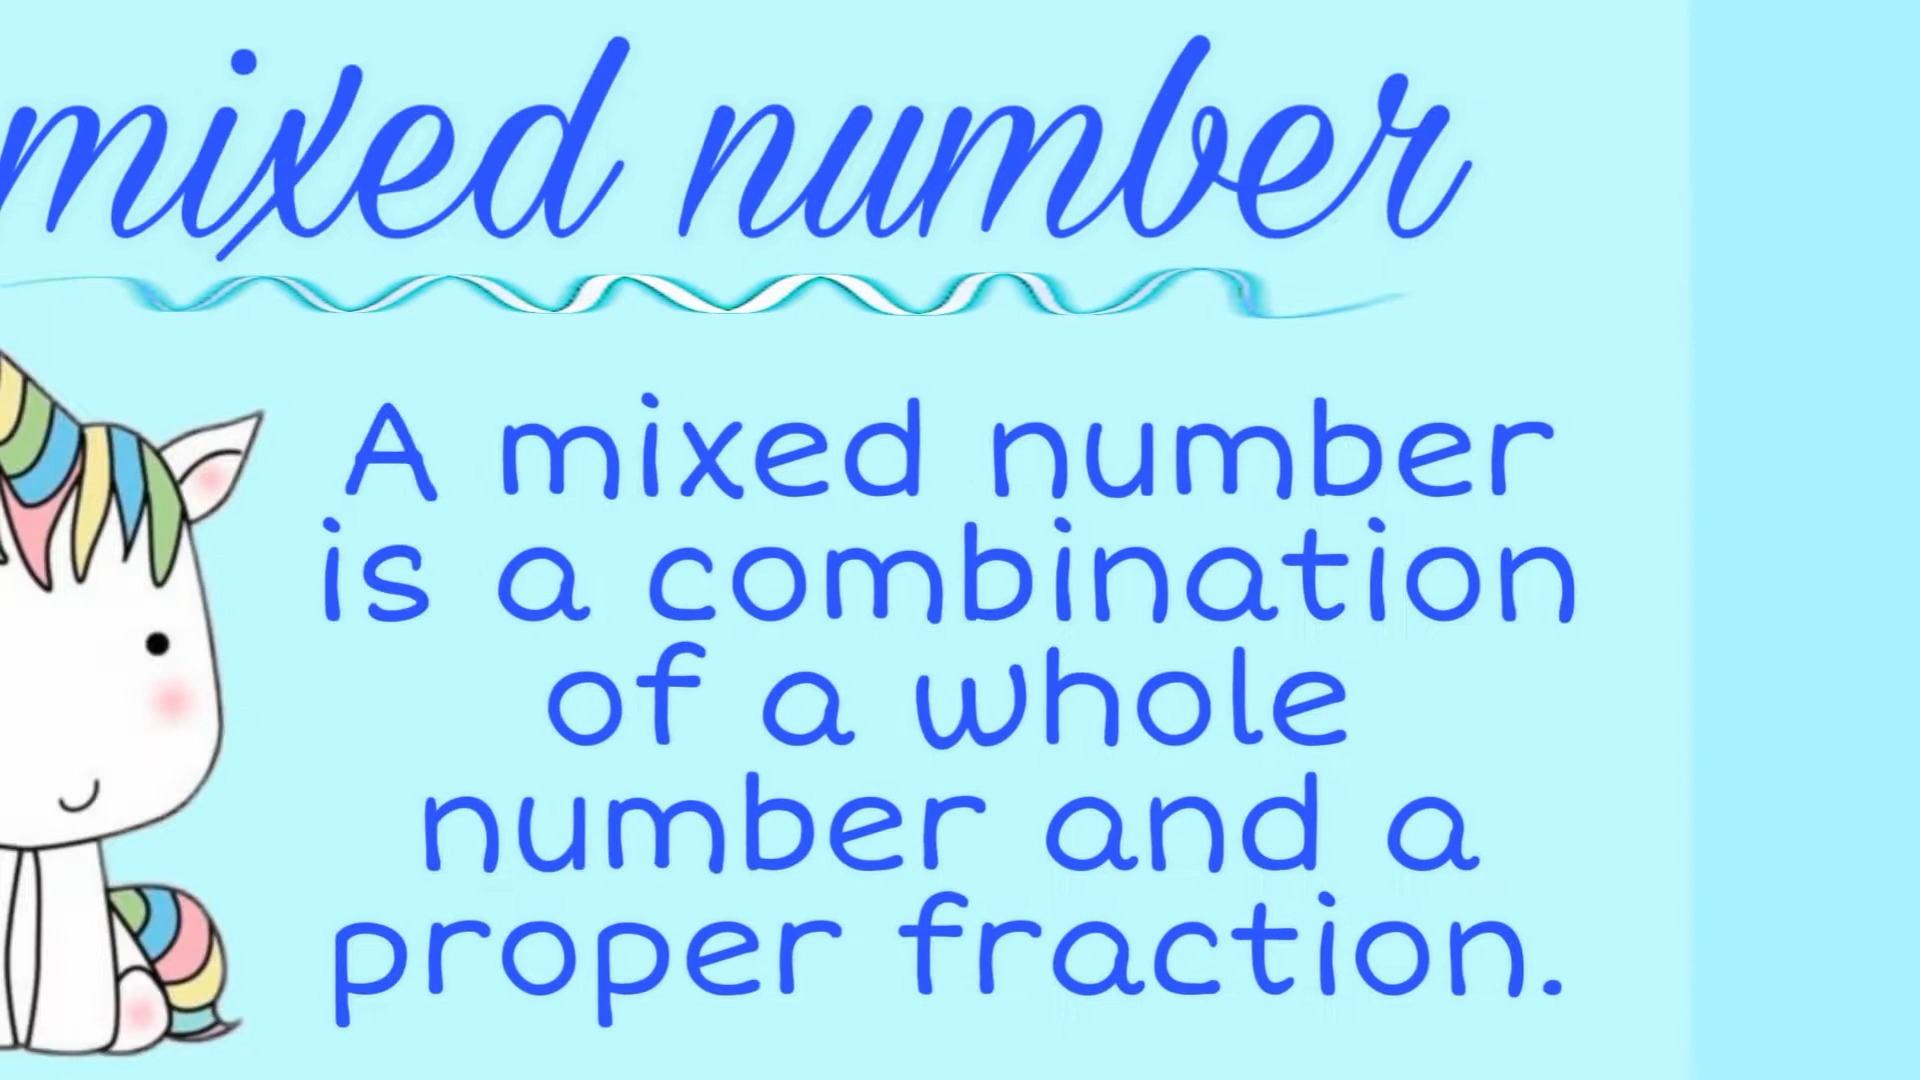 mixed number
A mixed number
is a combination
of a whole
number and a
proper fraction.